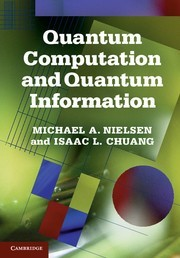 Quantum
Computation
and Quantum
Information
MICHAEL A. NIELSEN
and ISAAC L. CHUANG
CAMBRIDGE